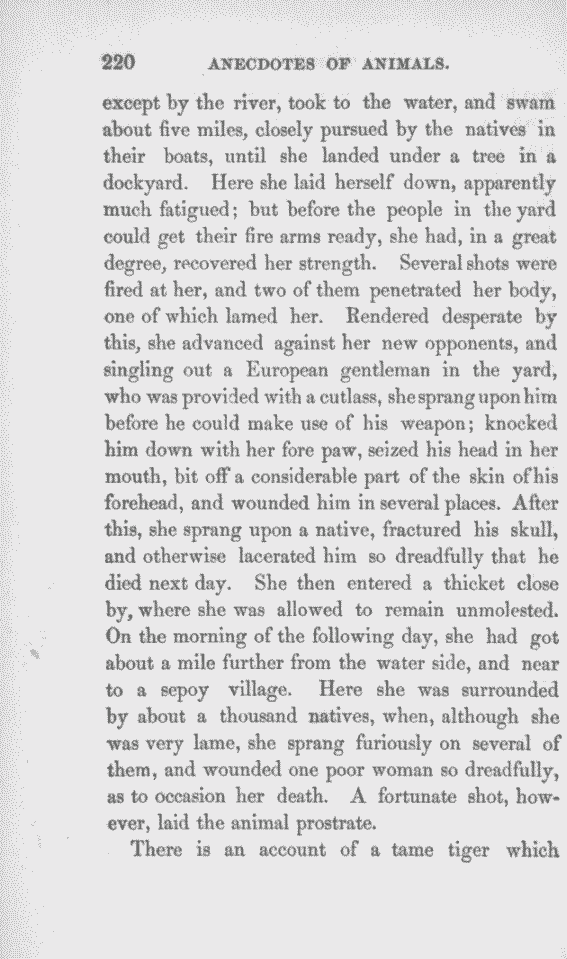 220 ANECDOTES OF ANIMALS.
except by the river, took to the water, and swam
about five miles, closely pursued by the natives in
their boats, until she landed under a tree in a
dockyard. Here she laid herself down, apparently
much fatigued; but before the people in the yard
could get their fire arms ready, she had, in a great
degree, recovered her strength. Several shots were
fired at her, and two of them penetrated her body,
one of which lamed her. Rendered desperate by
this, she advanced against her new opponents, and
singling out a European gentleman in the yard,
who was provided with a cutlass, she sprang upon him
before he could make use of his weapon; knocked
him down with her fore paw, seized his head in her
mouth, bit off a considerable part of the skin of his
forehead, and wounded him in several places. After
this, she sprang upon a native, fractured his skull,
and otherwise lacerated him so dreadfully that he
died next day. She then entered a thicket close
by, where she was allowed to remain unmolested.
On the morning of the following day, she had got
about a mile further from the water side, and near
to a sepoy village. Here she was surrounded
by about a thousand natives, when, although she
was very lame, she sprang furiously on several of
them, and wounded one poor woman so dreadfully,
as to occasion her death. A fortunate shot, how-
ever, laid the animal prostrate.
There is an account of a tame tiger which